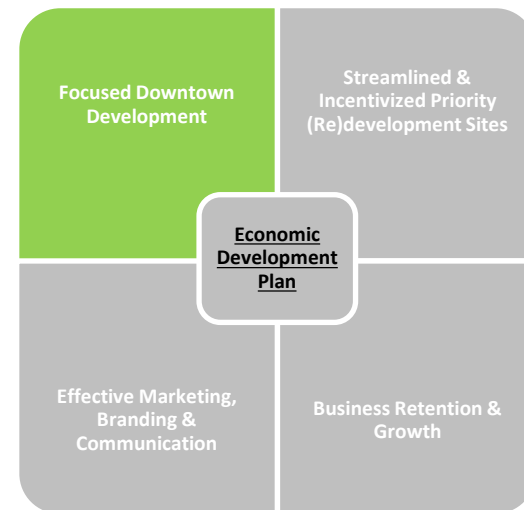 Focused Downtown
Development
Streamlined &
Incentivized Priority
(Re)development Sites
Economic
Development
Plan
Effective Marketing,
Branding &
Communication
Business Retention &
Growth